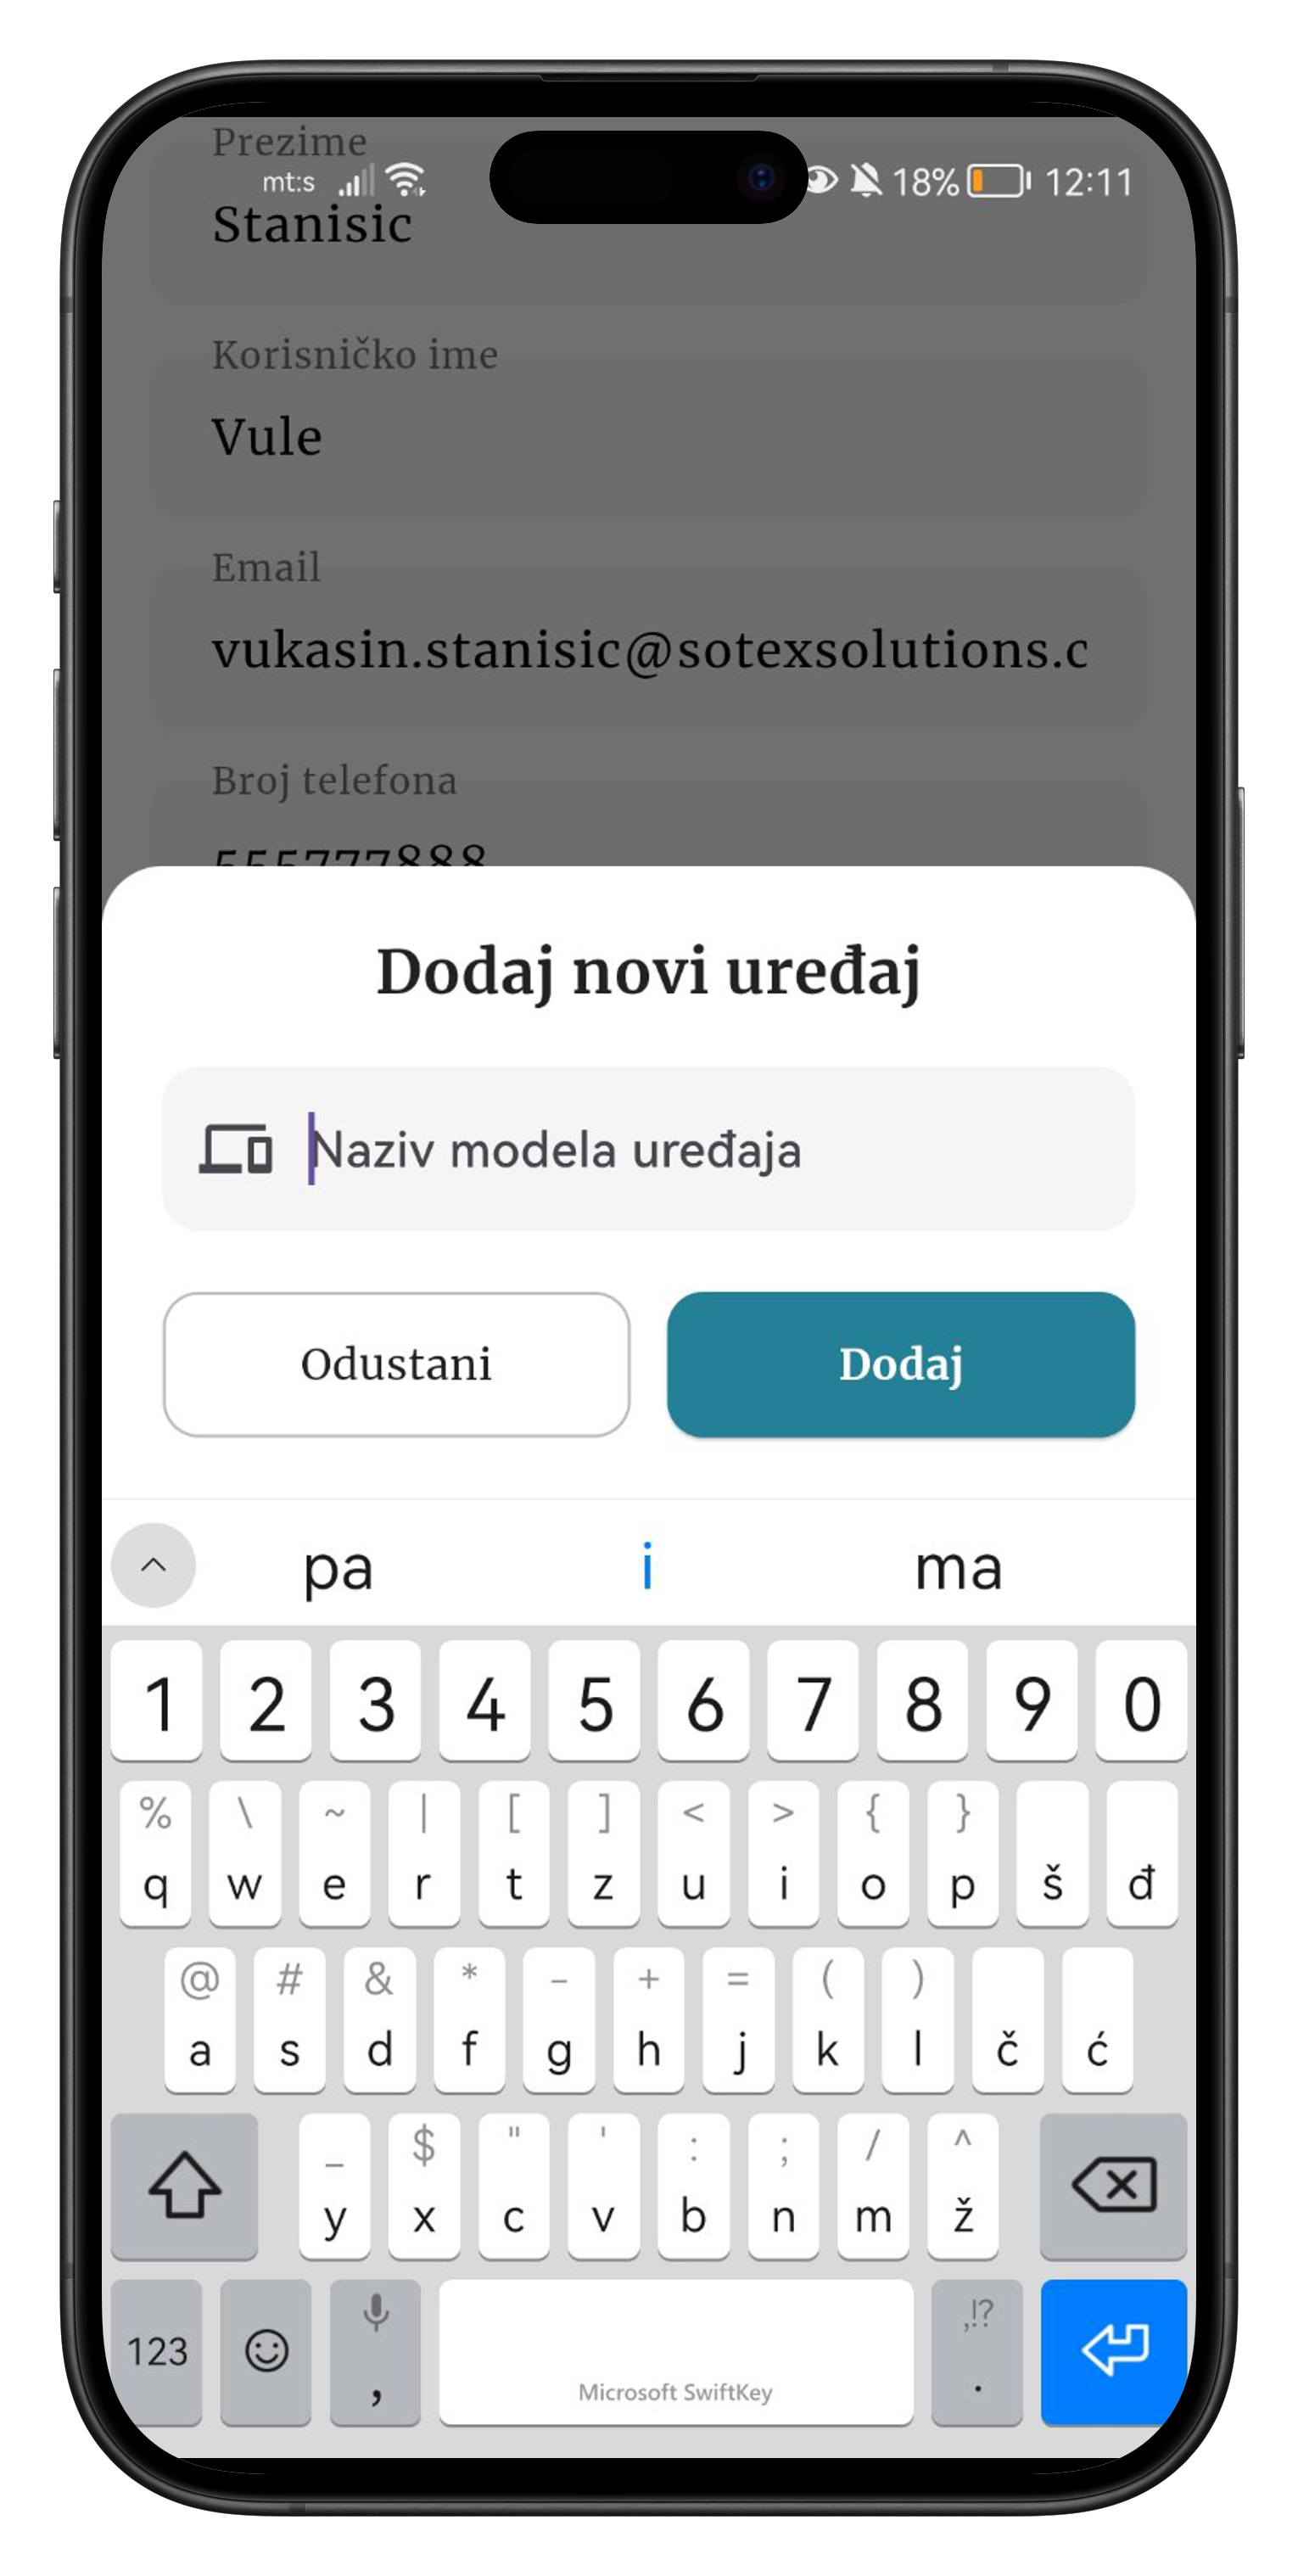 Prezime
mt:s 18% 12:11
Stanisic
Korisničko ime
Vule
Email
vukasin.stanisic@sotexsolutions.c
Broj telefona
555777888
Dodaj novi uređaj
Naziv modela uređaja
Odustani Dodaj
pa i ma
1 2 3 4 5 6 7 8 9 0
% \ ~ | [ ] < > { }
q w e r t z u i o p š đ
@ # & * - + = ( )
a s d f g h j k l č ć
_ $ " ' : ; / ^
y x c v b n m ž
,!?
123 , Microsoft SwiftKey .